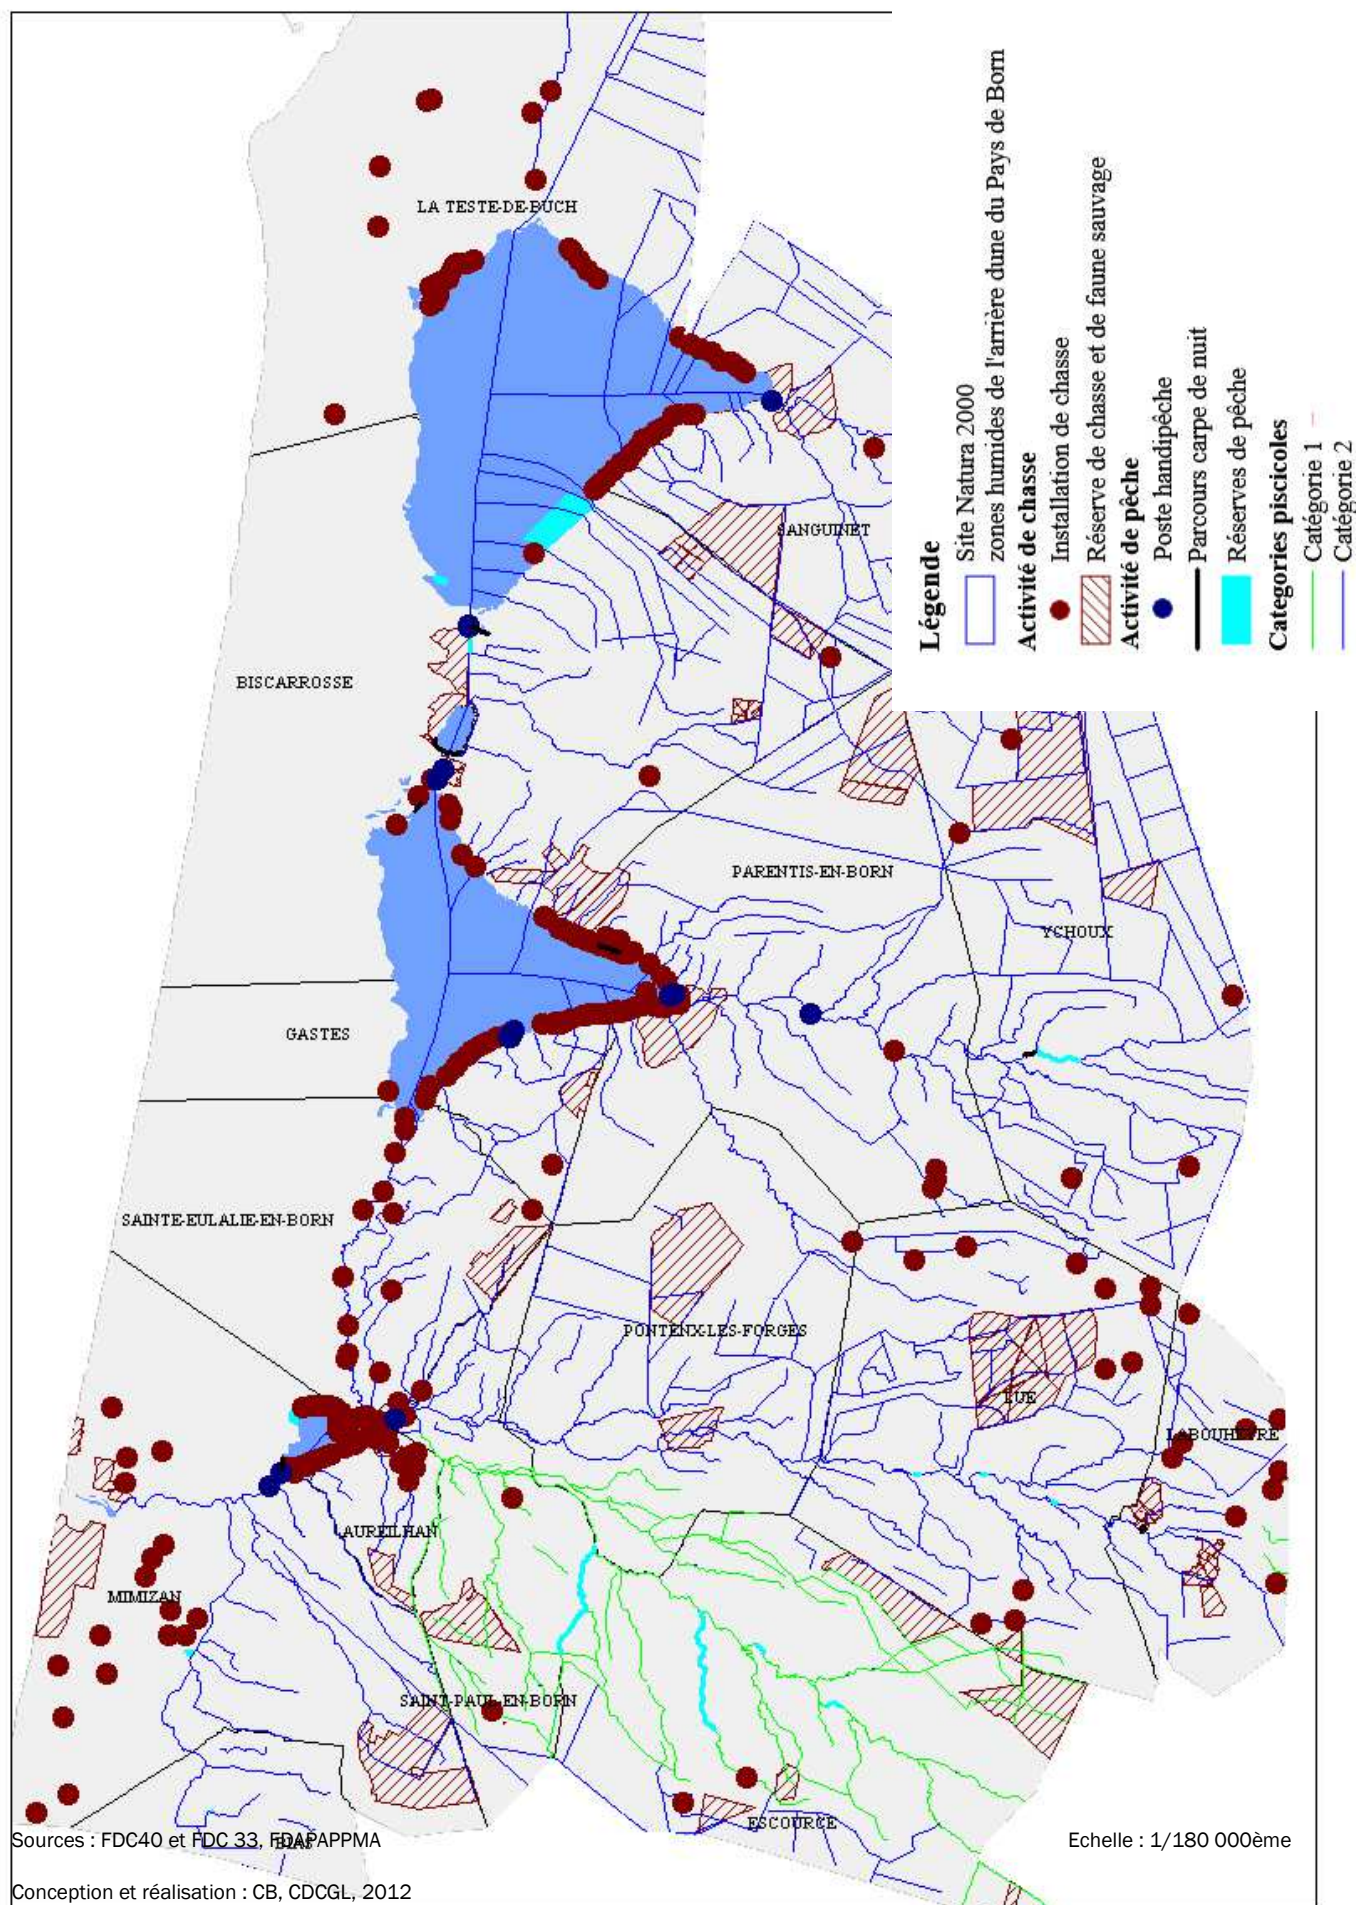 LA TESTE-DE-BUCH
SANGUINET
BISCARROSSE
PARENTIS-EN-BORN
YCHOUX
GASTES
SAINTE-EULALIE-EN-BORN
PONTENX-LES-FORGES
LUE
LABOUHEYRE
AUREILHAN
MIMIZAN
SAINT-PAUL-EN-BORN
ESCOURCE
BIAS
Légende
Site Natura 2000
zones humides de l'arrière dune du Pays de Born
Activité de chasse
Installation de chasse
Réserve de chasse et de faune sauvage
Activité de pêche
Poste handipêche
Parcours carpe de nuit
Réserves de pêche
Categories piscicoles
Catégorie 1
Catégorie 2
Sources : FDC40 et FDC 33, FDAPAPPMA
Echelle : 1/180 000ème
Conception et réalisation : CB, CDCGL, 2012